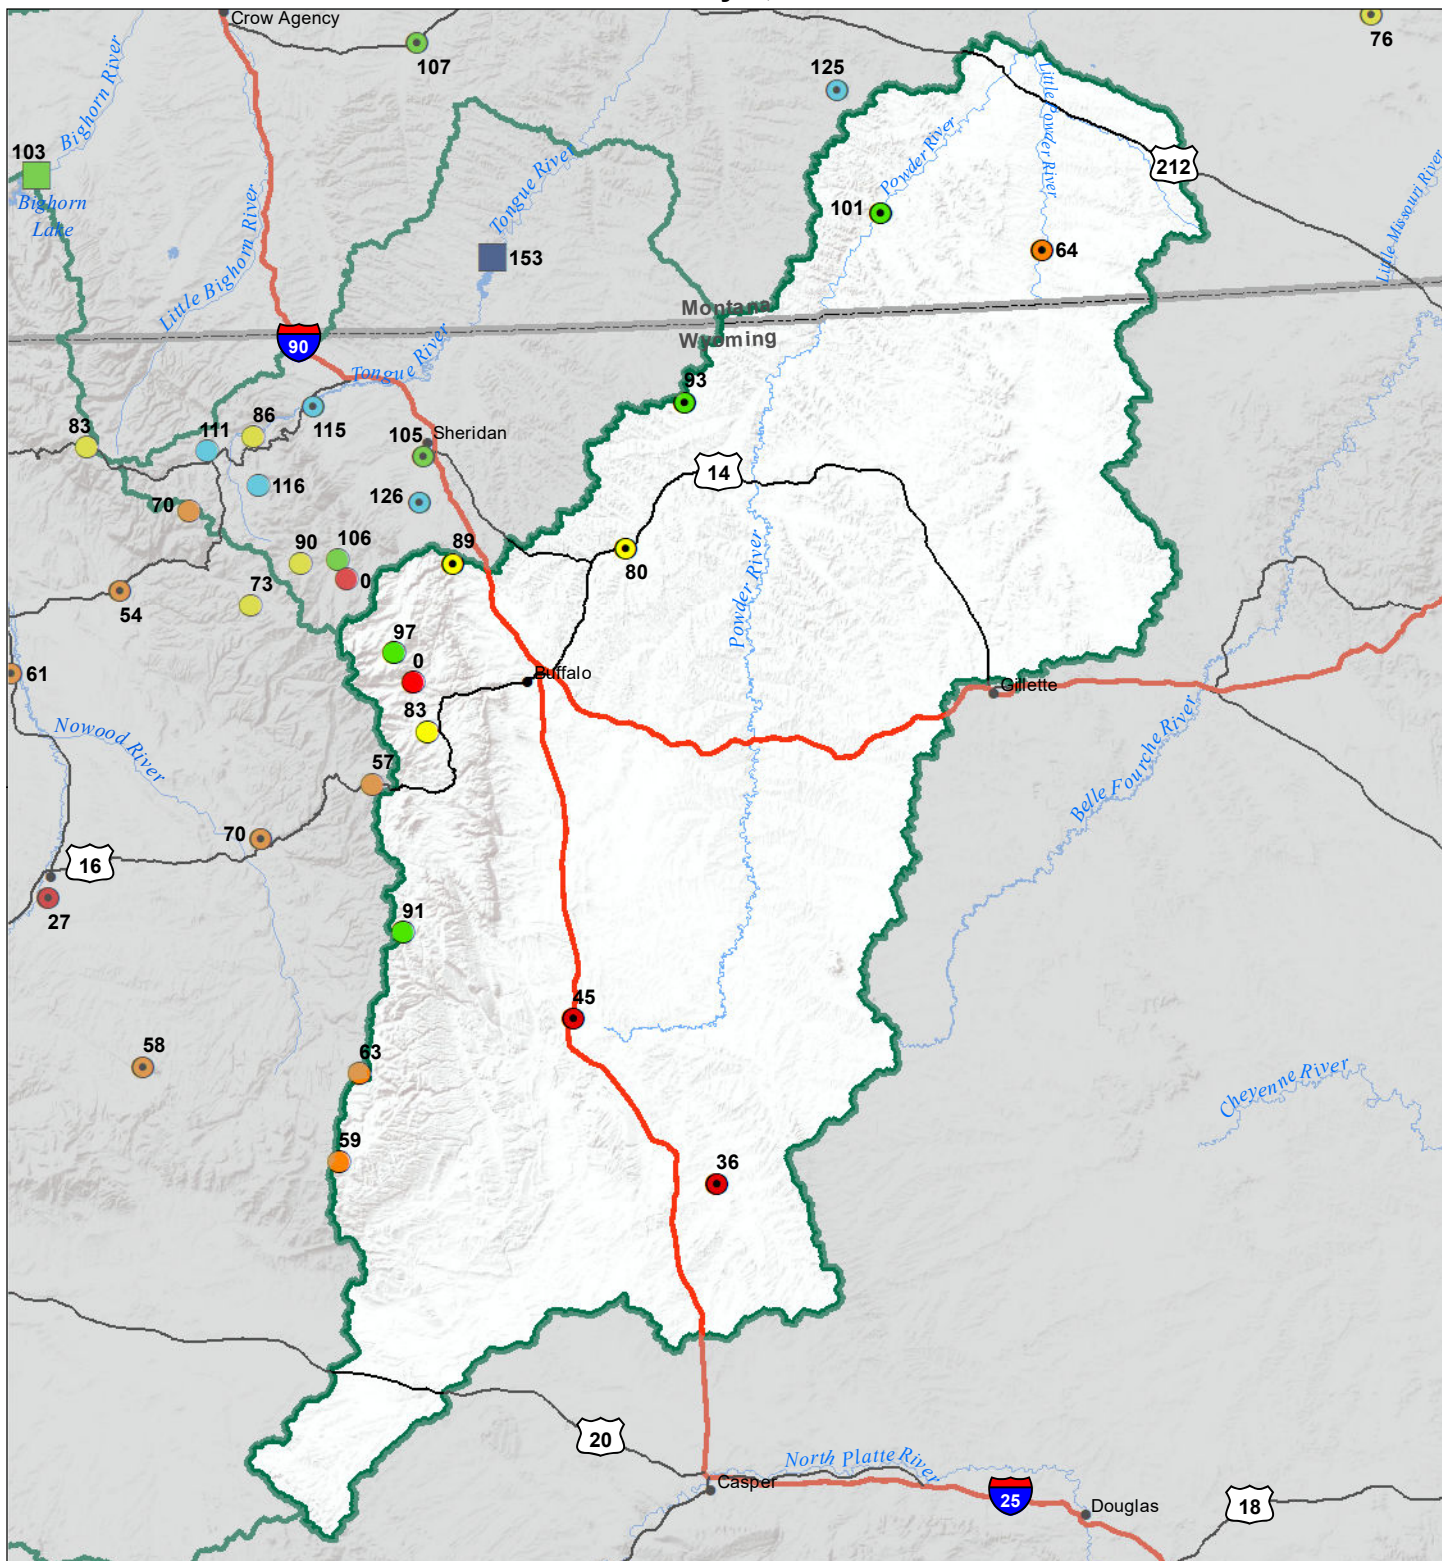 Crow Agency
107
76
125
Bighorn River
103
Bighorn
Lake
Little Bighorn River
Tongue River
153
Powder River
Little Powder River
212
101
64
Little Missouri River
Montana
Wyoming
90
Tongue River
93
83
111
86
115
105
Sheridan
116
126
14
70
90
106
0
89
80
54
73
Powder River
97
0
Buffalo
61
83
Gillette
Nowood River
57
Belle Fourche River
70
16
27
91
45
58
63
Cheyenne River
59
36
20
North Platte River
Casper
25
Douglas
18